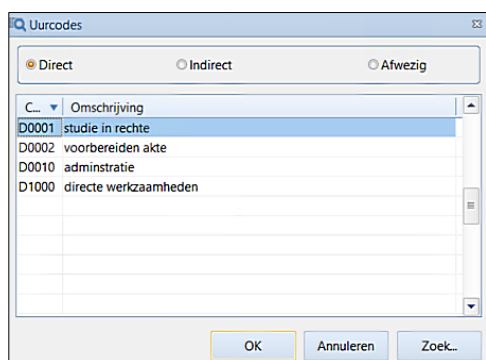 Uurcodes
Direct Indirect Afwezig
C... Omschrijving
D0001 studie in rechte
D0002 voorbereiden akte
D0010 adminstratie
D1000 directe werkzaamheden
OK Annuleren Zoek...